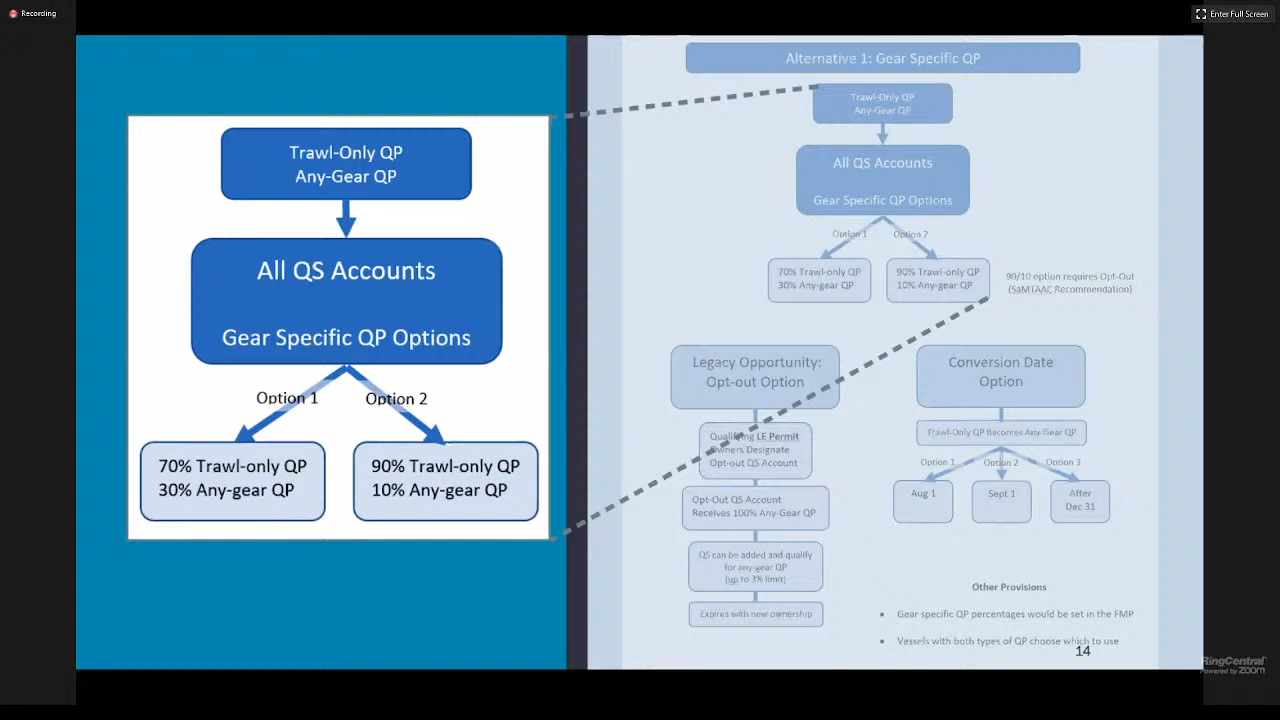 Recording
Enter Full Screen
Trawl-Only QP
Any-Gear QP
All QS Accounts
Gear Specific QP Options
Option 1
Option 2
70% Trawl-only QP
30% Any-gear QP
90% Trawl-only QP
10% Any-gear QP
Alternative 1: Gear Specific QP
Trawl-Only QP
Any-Gear QP
All QS Accounts
Gear Specific QP Options
Option 1
Option 2
70% Trawl-only QP
30% Any-gear QP
90% Trawl-only QP
10% Any-gear QP
90/10 option requires Opt-Out
(SaMTAAC Recommendation)
Legacy Opportunity:
Opt-out Option
Qualifying LE Permit
Owners Designate
Opt-out QS Account
Opt-Out QS Account
Receives 100% Any-Gear QP
QS can be added and qualify
for any-gear QP
(up to 3% limit)
Expires with new ownership
Conversion Date
Option
Trawl-Only QP Becomes Any-Gear QP
Option 1
Option 2
Option 3
Aug 1
Sept 1
After
Dec 31
Other Provisions
• Gear specific QP percentages would be set in the FMP
• Vessels with both types of QP choose which to use
14
RingCentral
Powered by ZOOM